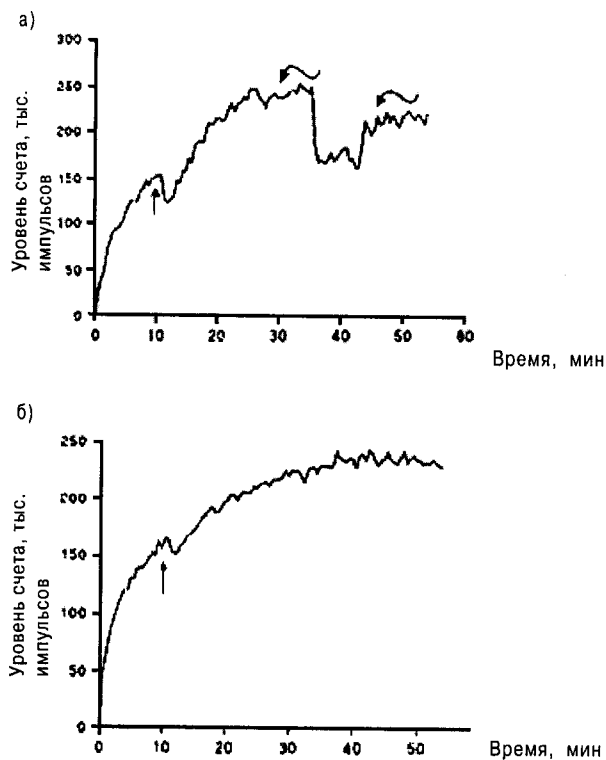 а)
Уровень счета, тыс.
импульсов
300
250
200
150
100
50
0
0 10 20 30 40 50 60
Время, мин
б)
Уровень счета, тыс.
импульсов
250
200
150
100
50
0
0 10 20 30 40 50
Время, мин